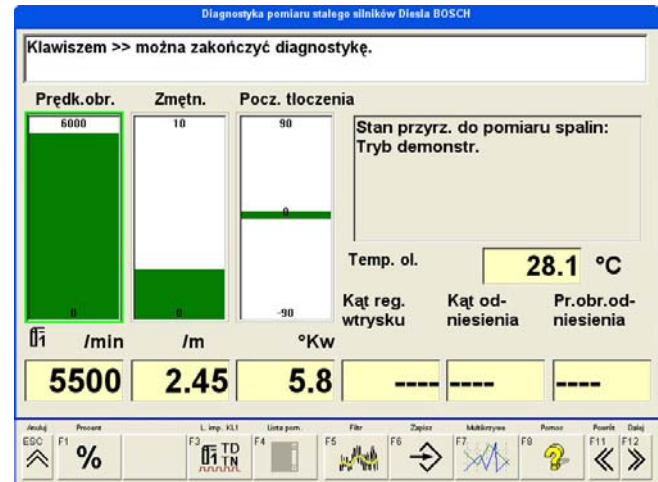 Diagnostyka pomiaru stałego silników Diesla BOSCH
Klawiszem >> można zakończyć diagnostykę.
Prędk.obr. Zmętn. Pocz. tłoczenia
6000 10 90
0 0 0
-90
Stan przyrz. do pomiaru spalin:
Tryb demonstr.
Temp. ol. 28.1 °C
Kąt reg. wtrysku
Kąt od-niesienia
Pr.obr.od-niesienia
1 /min /m °Kw
5500 2.45 5.8 ---- ---- ----
Anuluj Procent L. imp. KL1 Lista pom. Filtr Zapisz Multikrzywa Pomoc Powrót Dalej
ESC F1 % F3 1 TD TN F4 F5 F6 F7 F8 ? F11 F12